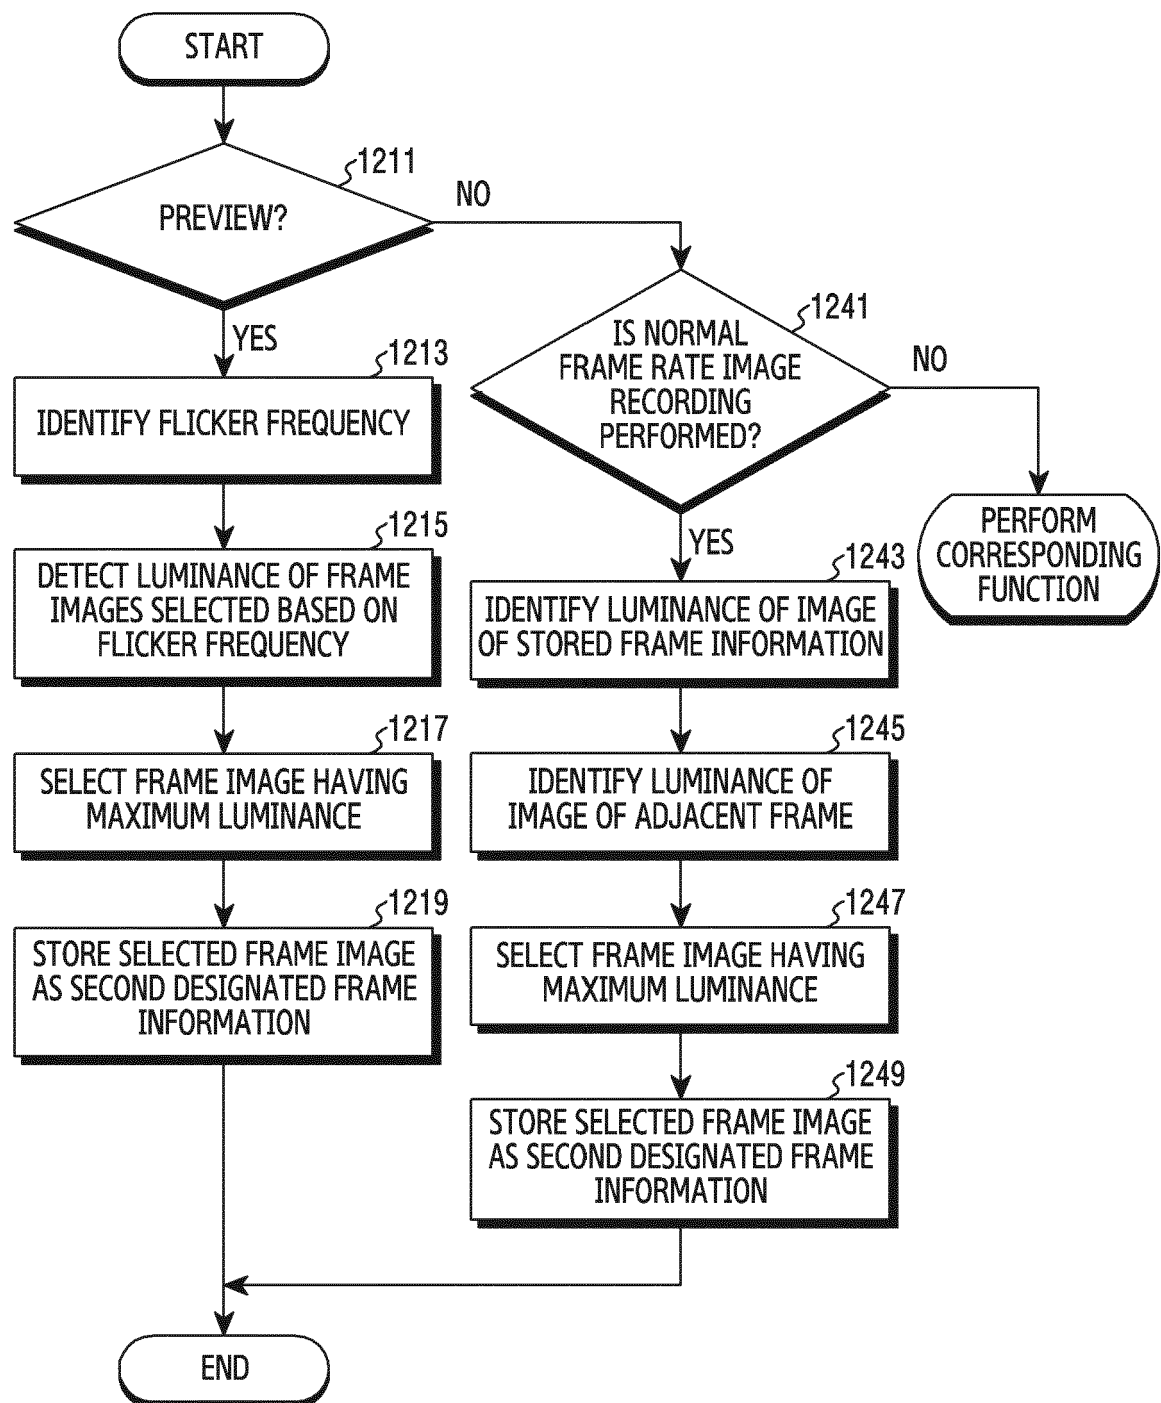 START
1211
PREVIEW?
NO
YES
1213
IDENTIFY FLICKER FREQUENCY
1215
DETECT LUMINANCE OF FRAME
IMAGES SELECTED BASED ON
FLICKER FREQUENCY
1217
SELECT FRAME IMAGE HAVING
MAXIMUM LUMINANCE
1219
STORE SELECTED FRAME IMAGE
AS SECOND DESIGNATED FRAME
INFORMATION
1241
IS NORMAL
FRAME RATE IMAGE
RECORDING
PERFORMED?
NO
PERFORM
CORRESPONDING
FUNCTION
YES
1243
IDENTIFY LUMINANCE OF IMAGE
OF STORED FRAME INFORMATION
1245
IDENTIFY LUMINANCE OF
IMAGE OF ADJACENT FRAME
1247
SELECT FRAME IMAGE HAVING
MAXIMUM LUMINANCE
1249
STORE SELECTED FRAME IMAGE
AS SECOND DESIGNATED FRAME
INFORMATION
END